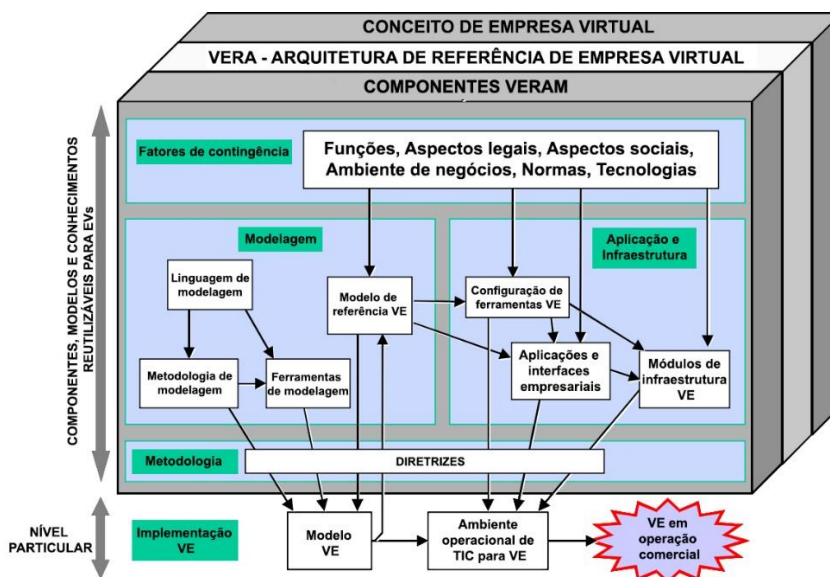 CONCEITO DE EMPRESA VIRTUAL
VERA - ARQUITETURA DE REFERÊNCIA DE EMPRESA VIRTUAL
COMPONENTES VERAM
COMPONENTES, MODELOS E CONHECIMENTOS
REUTILIZÁVEIS PARA EVs
Fatores de contingência
Funções, Aspectos legais, Aspectos sociais,
Ambiente de negócios, Normas, Tecnologias
Modelagem
Aplicação e
Infraestrutura
Linguagem de
modelagem
Modelo de
referência VE
Configuração de
ferramentas VE
Metodologia de
modelagem
Ferramentas
de modelagem
Aplicações e
interfaces
empresariais
Módulos de
infraestrutura
VE
Metodologia
DIRETRIZES
NÍVEL
PARTICULAR
Implementação
VE
Modelo
VE
Ambiente
operacional de
TIC para VE
VE em
operação
comercial